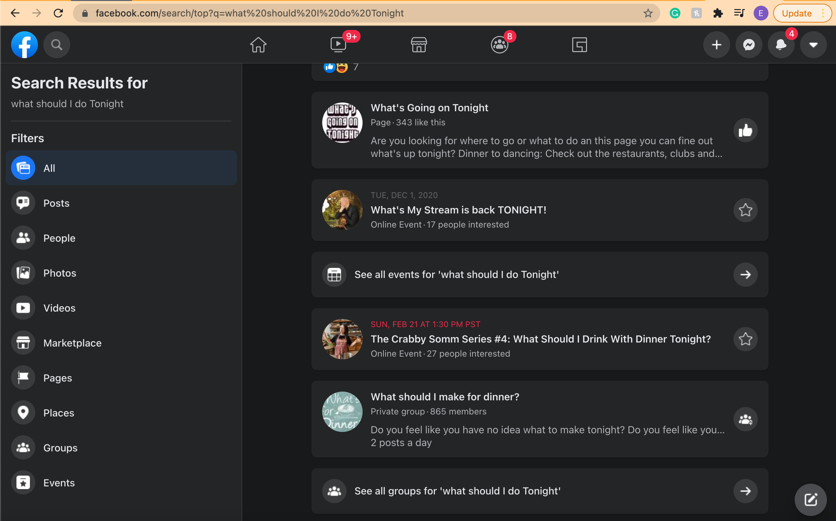 facebook.com/search/top?q=what%20should%20I%20do%20Tonight
E
Update
9+
8
4
Search Results for
what should I do Tonight
Filters
All
Posts
People
Photos
Videos
Marketplace
Pages
Places
Groups
Events
7
WHAT'S GOING ON TONIGHT
What's Going on Tonight
Page · 343 like this
Are you looking for where to go or what to do an this page you can fine out
what's up tonight? Dinner to dancing: Check out the restaurants, clubs and...
TUE, DEC 1, 2020
What's My Stream is back TONIGHT!
Online Event · 17 people interested
See all events for 'what should I do Tonight'
SUN, FEB 21 AT 1:30 PM PST
The Crabby Somm Series #4: What Should I Drink With Dinner Tonight?
Online Event · 27 people interested
What's
for
Dinner
What should I make for dinner?
Private group · 865 members
Do you feel like you have no idea what to make tonight? Do you feel like you...
2 posts a day
See all groups for 'what should I do Tonight'